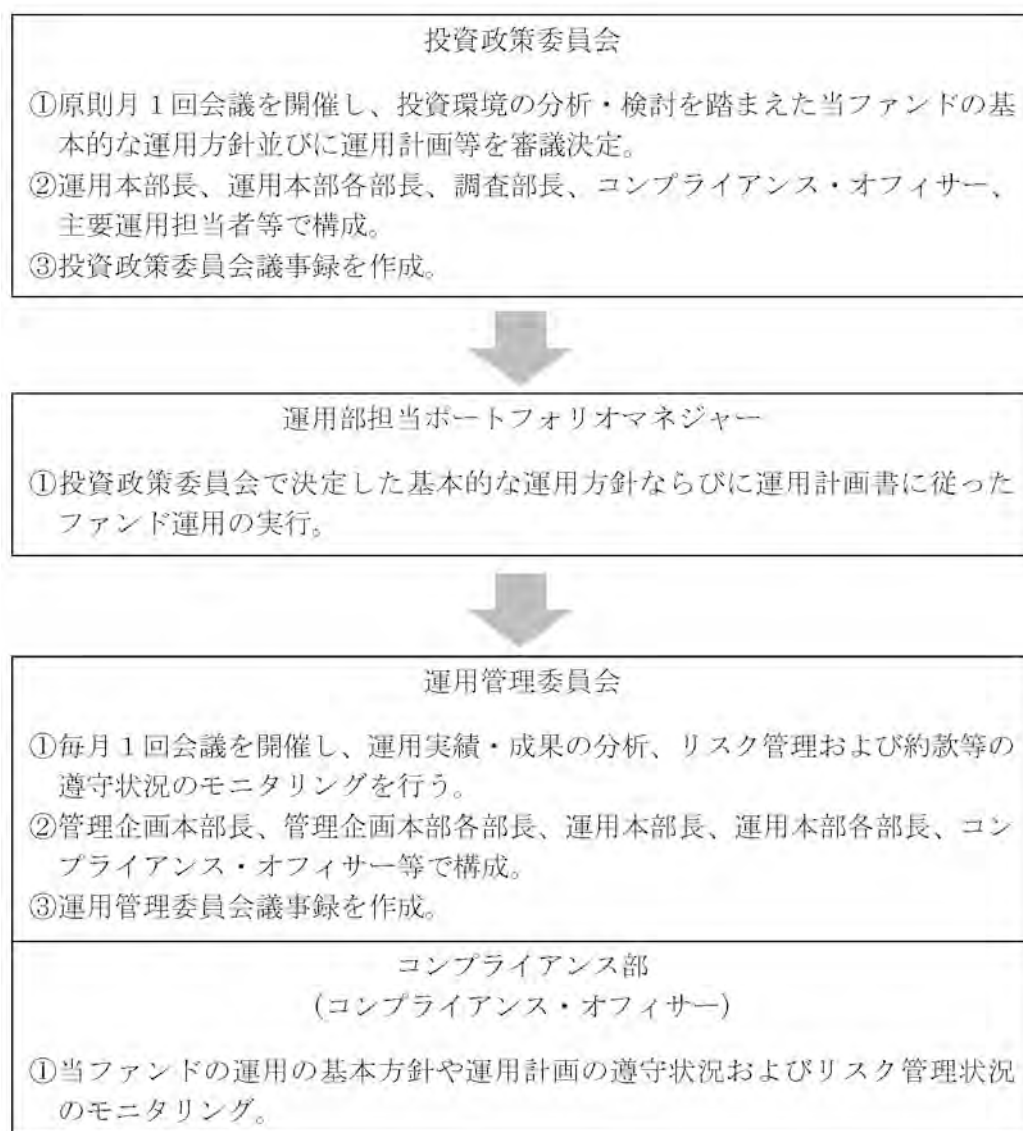 投資政策委員会
①原則月１回会議を開催し、投資環境の分析・検討を踏まえた当ファンドの基
本的な運用方針並びに運用計画等を審議決定。
②運用本部長、運用本部各部長、調査部長、コンプライアンス・オフィサー、
主要運用担当者等で構成。
③投資政策委員会議事録を作成。
運用部担当ポートフォリオマネジャー
①投資政策委員会で決定した基本的な運用方針ならびに運用計画書に従った
ファンド運用の実行。
運用管理委員会
①毎月１回会議を開催し、運用実績・成果の分析、リスク管理および約款等の
遵守状況のモニタリングを行う。
②管理企画本部長、管理企画本部各部長、運用本部長、運用本部各部長、コン
プライアンス・オフィサー等で構成。
③運用管理委員会議事録を作成。
コンプライアンス部
（コンプライアンス・オフィサー）
①当ファンドの運用の基本方針や運用計画の遵守状況およびリスク管理状況
のモニタリング。